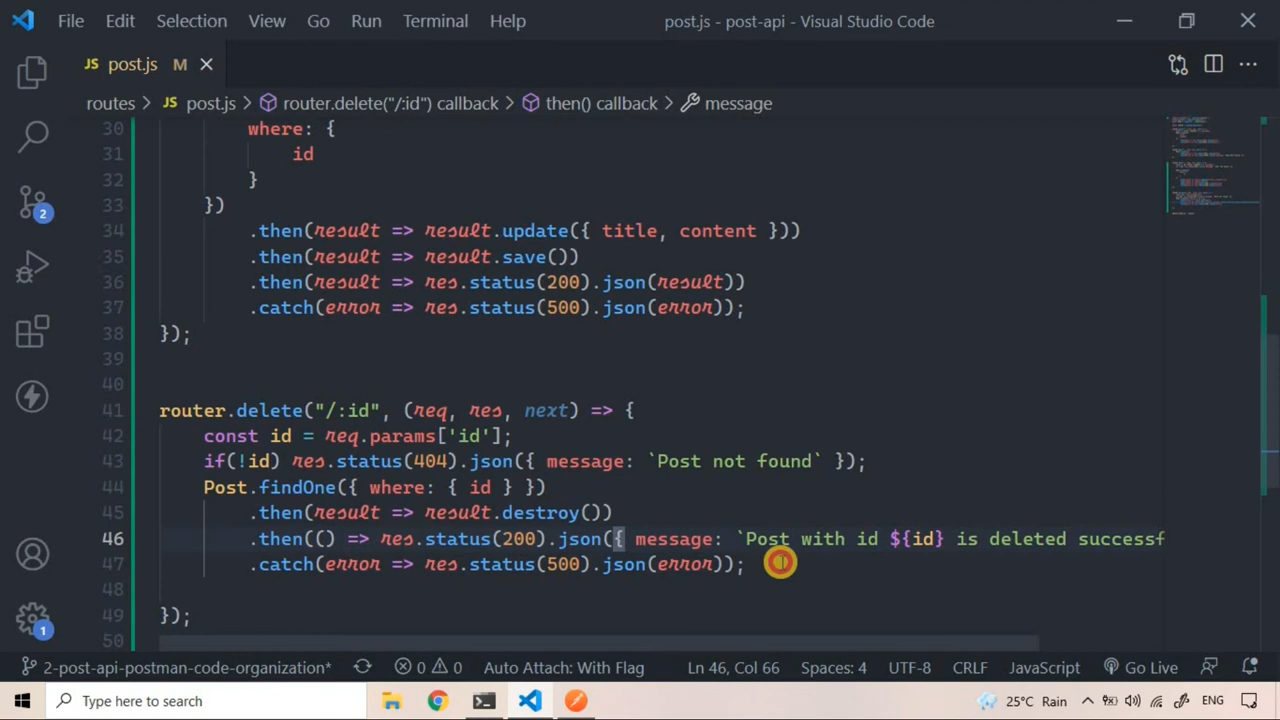 File Edit Selection View Go Run Terminal Help post.js - post-api - Visual Studio Code
JS post.js M
routes > JS post.js > router.delete("/:id") callback > then() callback > message
30 where: {
31 id
32 }
33 })
34 .then(result => result.update({ title, content }))
35 .then(result => result.save())
36 .then(result => res.status(200).json(result))
37 .catch(error => res.status(500).json(error));
38 });
39
40
41 router.delete("/:id", (req, res, next) => {
42 const id = req.params['id'];
43 if(!id) res.status(404).json({ message: `Post not found` });
44 Post.findOne({ where: { id } })
45 .then(result => result.destroy())
46 .then(() => res.status(200).json({ message: `Post with id ${id} is deleted successf
47 .catch(error => res.status(500).json(error));
48
49 });
50
2
1
2-post-api-postman-code-organization* 0 0 Auto Attach: With Flag Ln 46, Col 66 Spaces: 4 UTF-8 CRLF JavaScript Go Live
Type here to search 25°C Rain ENG